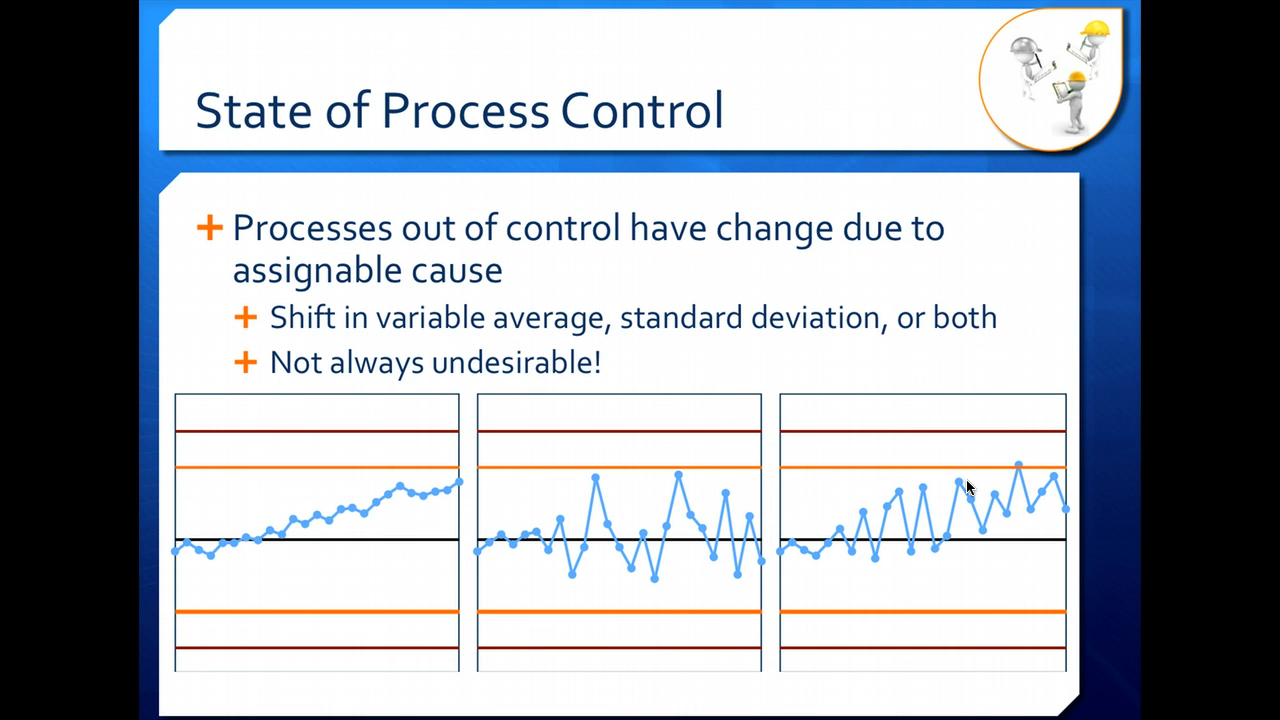 State of Process Control
Processes out of control have change due to
assignable cause
Shift in variable average, standard deviation, or both
Not always undesirable!